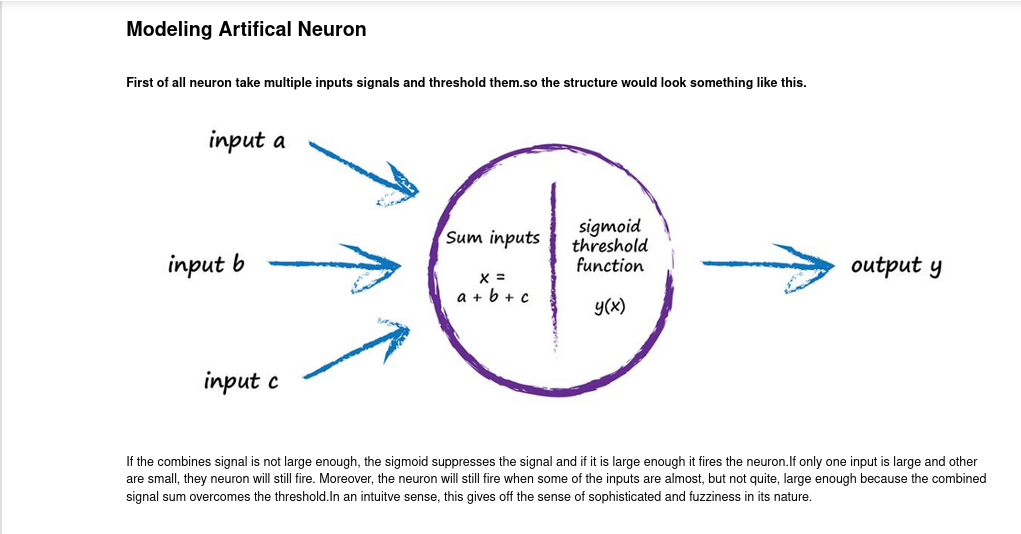 Modeling Artifical Neuron
First of all neuron take multiple inputs signals and threshold them.so the structure would look something like this.
input a
input b
input c
Sum inputs
x =
a + b + c
sigmoid
threshold
function
y(x)
output y
If the combines signal is not large enough, the sigmoid suppresses the signal and if it is large enough it fires the neuron.If only one input is large and other
are small, they neuron will still fire. Moreover, the neuron will still fire when some of the inputs are almost, but not quite, large enough because the combined
signal sum overcomes the threshold.In an intuitve sense, this gives off the sense of sophisticated and fuzziness in its nature.